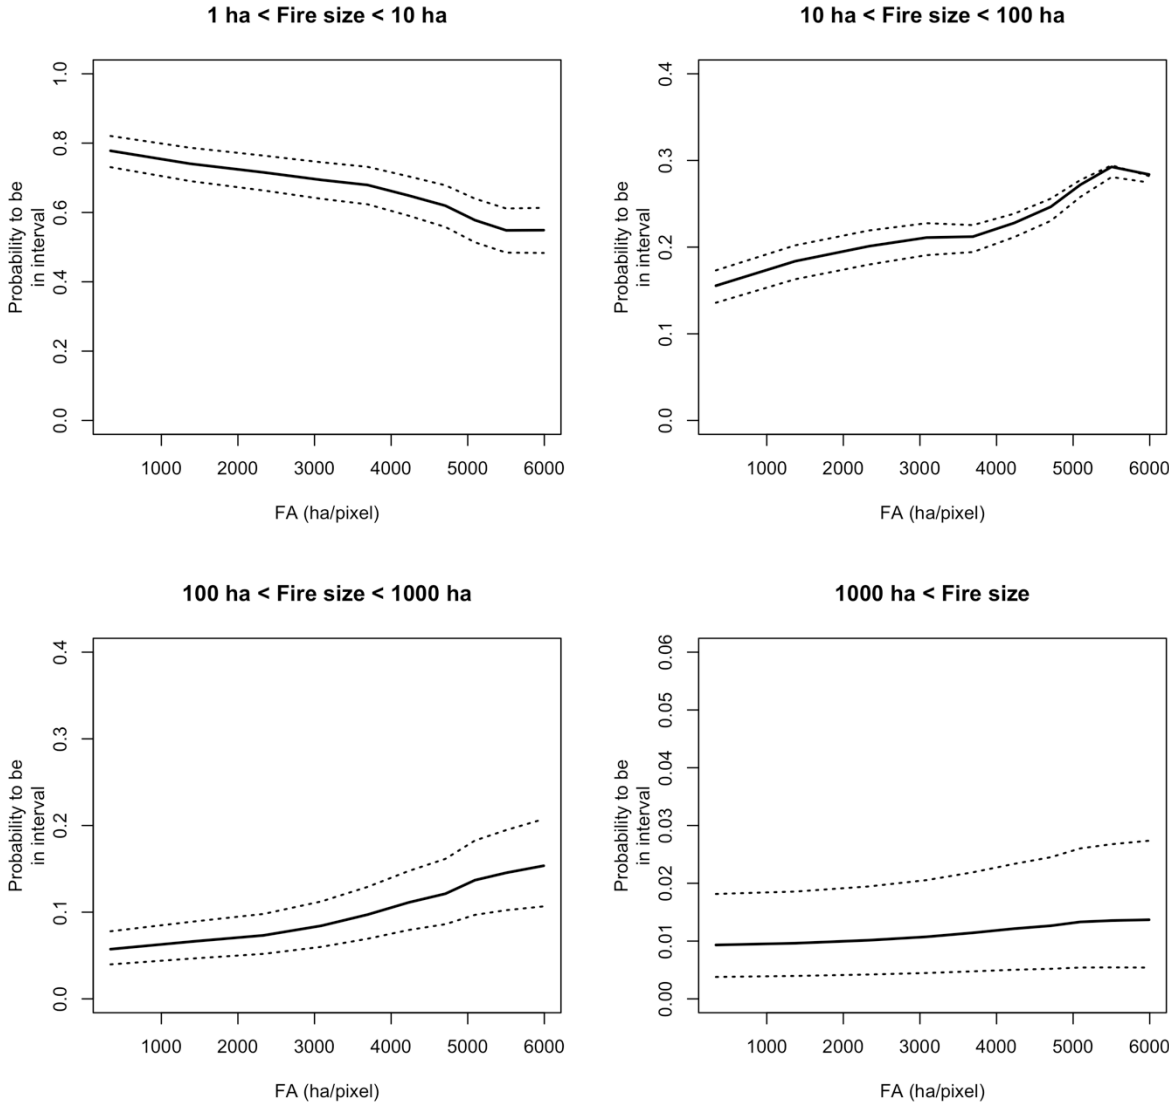 1 ha < Fire size < 10 ha
Probability to be
in interval
0.0 0.2 0.4 0.6 0.8 1.0
1000 2000 3000 4000 5000 6000
FA (ha/pixel)
10 ha < Fire size < 100 ha
Probability to be
in interval
0.0 0.1 0.2 0.3 0.4
1000 2000 3000 4000 5000 6000
FA (ha/pixel)
100 ha < Fire size < 1000 ha
Probability to be
in interval
0.0 0.1 0.2 0.3 0.4
1000 2000 3000 4000 5000 6000
FA (ha/pixel)
1000 ha < Fire size
Probability to be
in interval
0.00 0.01 0.02 0.03 0.04 0.05 0.06
1000 2000 3000 4000 5000 6000
FA (ha/pixel)